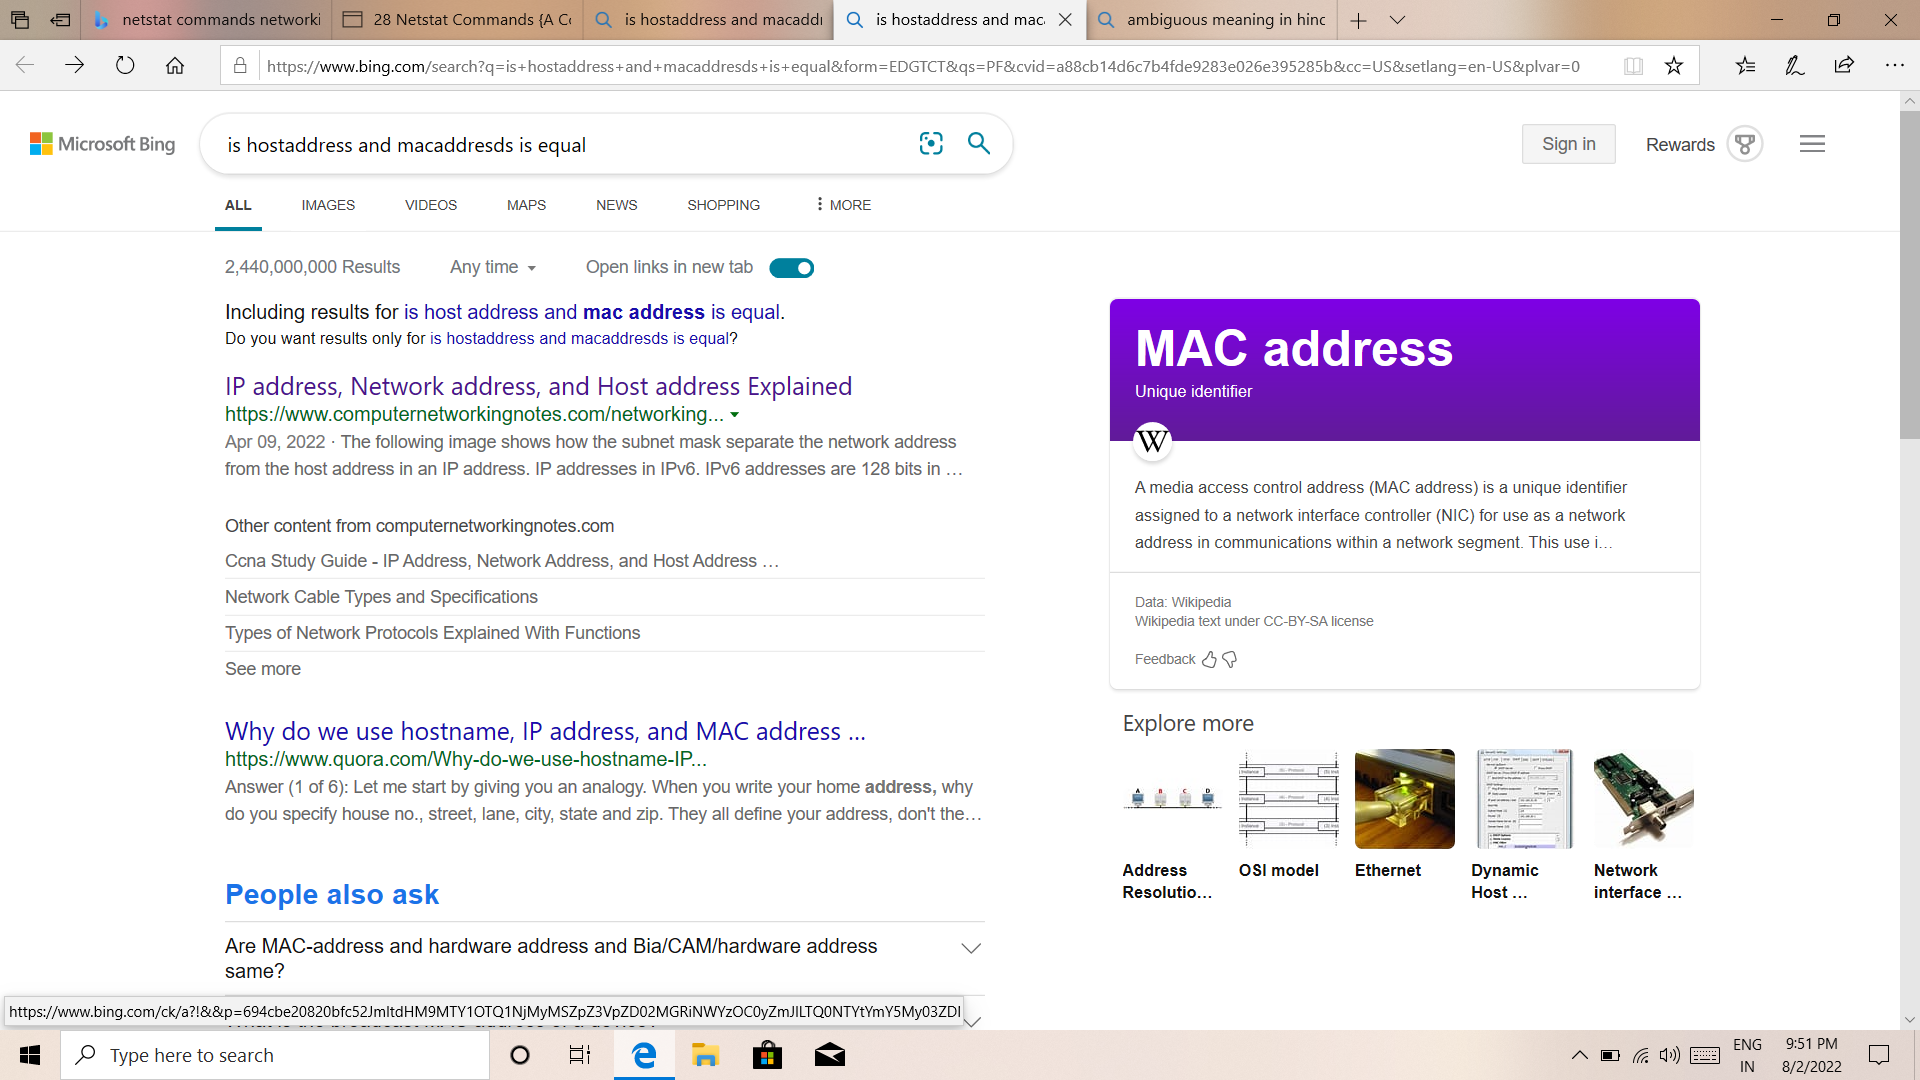 netstat commands networki
28 Netstat Commands {A Co
is hostaddress and macaddr
is hostaddress and mac
ambiguous meaning in hinc
https://www.bing.com/search?q=is+hostaddress+and+macaddresds+is+equal&form=EDGTCT&qs=PF&cvid=a88cb14d6c7b4fde9283e026e395285b&cc=US&setlang=en-US&plvar=0
Microsoft Bing
is hostaddress and macaddresds is equal
Sign in
Rewards
ALL IMAGES VIDEOS MAPS NEWS SHOPPING MORE
2,440,000,000 Results Any time Open links in new tab
Including results for is host address and mac address is equal.
Do you want results only for is hostaddress and macaddresds is equal?
IP address, Network address, and Host address Explained
https://www.computernetworkingnotes.com/networking...
Apr 09, 2022 · The following image shows how the subnet mask separate the network address
from the host address in an IP address. IP addresses in IPv6. IPv6 addresses are 128 bits in …
Other content from computernetworkingnotes.com
Ccna Study Guide - IP Address, Network Address, and Host Address …
Network Cable Types and Specifications
Types of Network Protocols Explained With Functions
See more
Why do we use hostname, IP address, and MAC address ...
https://www.quora.com/Why-do-we-use-hostname-IP...
Answer (1 of 6): Let me start by giving you an analogy. When you write your home address, why
do you specify house no., street, lane, city, state and zip. They all define your address, don't the…
People also ask
Are MAC-address and hardware address and Bia/CAM/hardware address
same?
MAC address
Unique identifier
W
A media access control address (MAC address) is a unique identifier
assigned to a network interface controller (NIC) for use as a network
address in communications within a network segment. This use i…
Data: Wikipedia
Wikipedia text under CC-BY-SA license
Feedback
Explore more
A B C D
Address
Resolutio…
OSI model
Ethernet
Dynamic
Host …
Network
interface …
https://www.bing.com/ck/a?!&&p=694cbe20820bfc52JmltdHM9MTY1OTQ1NjMyMSZpZ3VpZD02MGRiNWYzOC0yZmJlLTQ0NTYtYmY5My03ZDI
Type here to search
ENG
IN
9:51 PM
8/2/2022